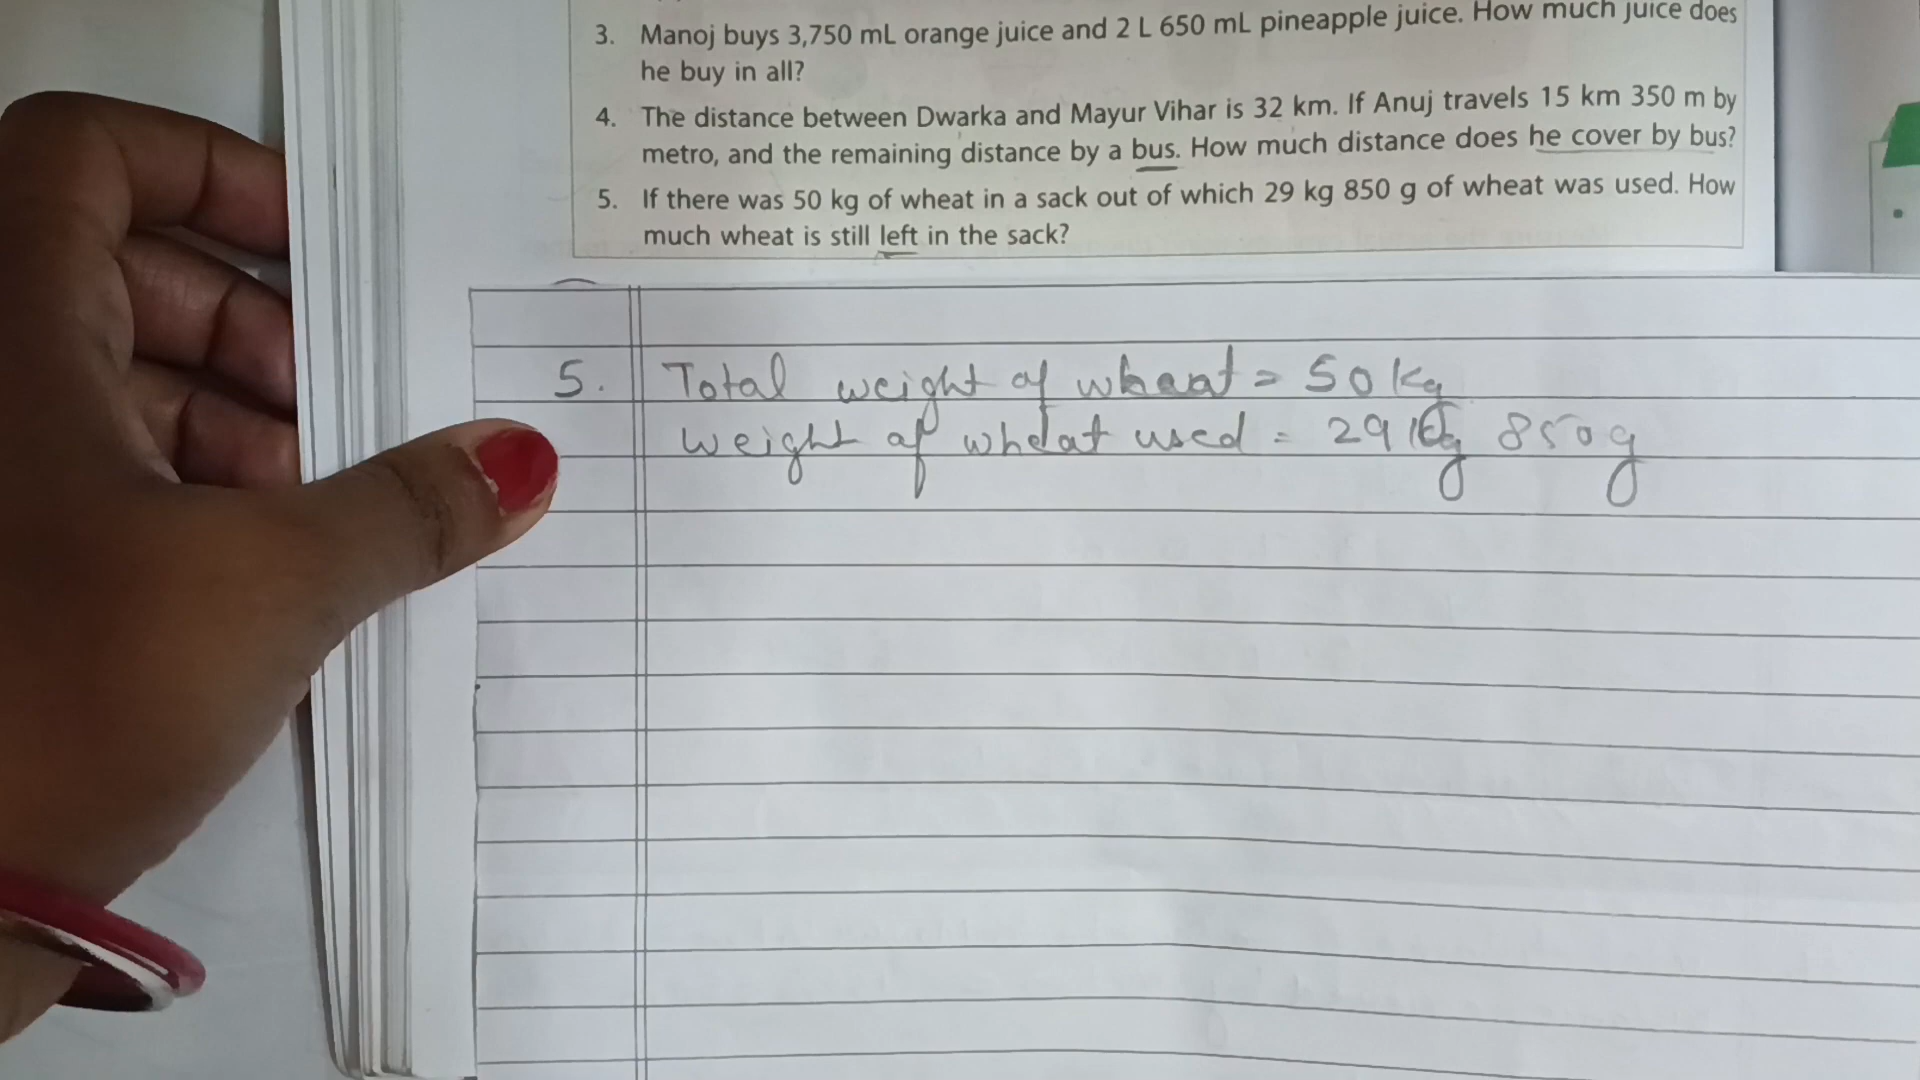 3. Manoj buys 3,750 mL orange juice and 2 L 650 mL pineapple juice. How much juice does
he buy in all?
4. The distance between Dwarka and Mayur Vihar is 32 km. If Anuj travels 15 km 350 m by
metro, and the remaining distance by a bus. How much distance does he cover by bus?
5. If there was 50 kg of wheat in a sack out of which 29 kg 850 g of wheat was used. How
much wheat is still left in the sack?
5. Total weight of wheat = 50 kg
weight of wheat used = 29 kg 850g